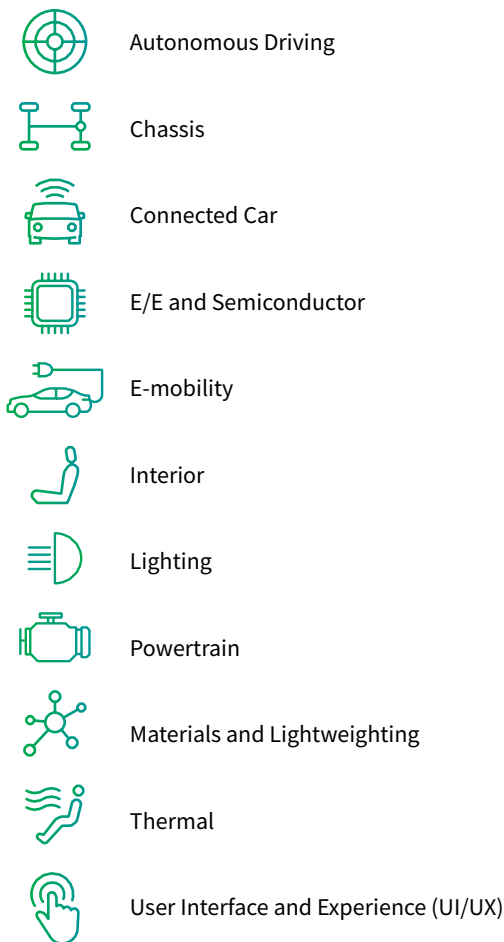 Autonomous Driving
Chassis
Connected Car
E/E and Semiconductor
E-mobility
Interior
Lighting
Powertrain
Materials and Lightweighting
Thermal
User Interface and Experience (UI/UX)